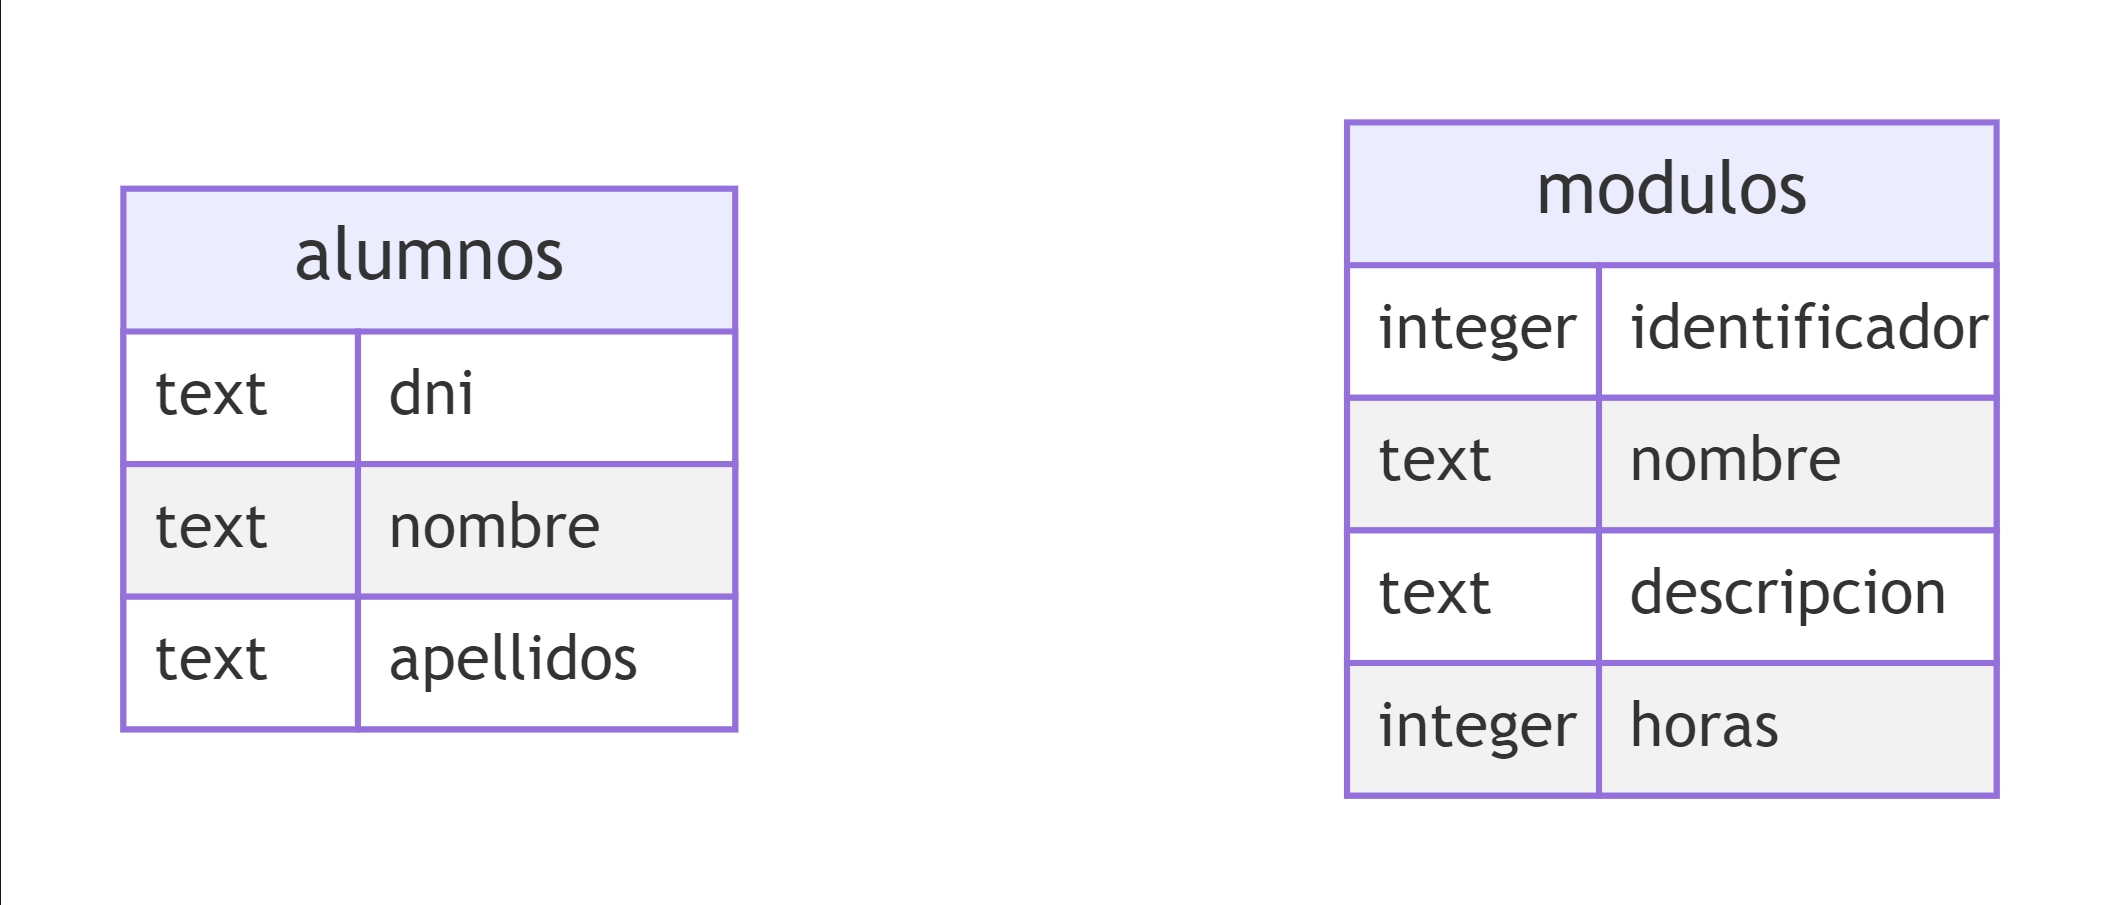 alumnos
text dni
text nombre
text apellidos
modulos
integer identificador
text nombre
text descripcion
integer horas